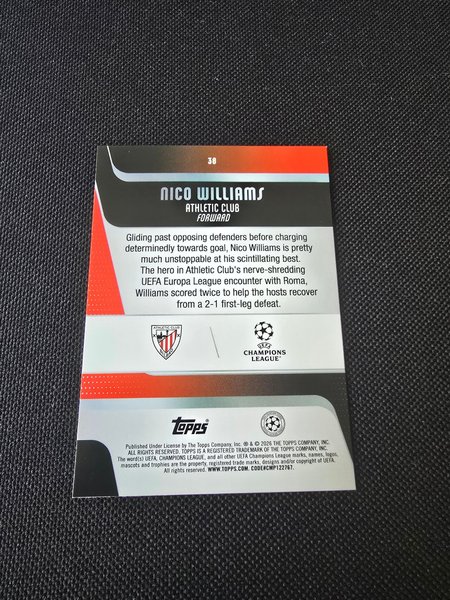 30
NICO WILLIAMS
ATHLETIC CLUB
FORWARD
Gliding past opposing defenders before charging
determinedly towards goal, Nico Williams is pretty
much unstoppable at his scintillating best.
The hero in Athletic Club's nerve-shredding
UEFA Europa League encounter with Roma,
Williams scored twice to help the hosts recover
from a 2-1 first-leg defeat.
ATHLETIC CLUB
UEFA
CHAMPIONS
LEAGUE
Topps
Published Under License by The Topps Company, Inc. ® & © 2026 THE TOPPS COMPANY, INC.
ALL RIGHTS RESERVED. TOPPS IS A REGISTERED TRADEMARK OF THE TOPPS COMPANY, INC.
The word(s) UEFA, CHAMPIONS LEAGUE, and all other UEFA Champions League marks, names, logos,
mascots and trophies are the property, registered trade marks, designs and/or copyright of UEFA.
All rights reserved. WWW.TOPPS.COM. CODE#CMP122767.